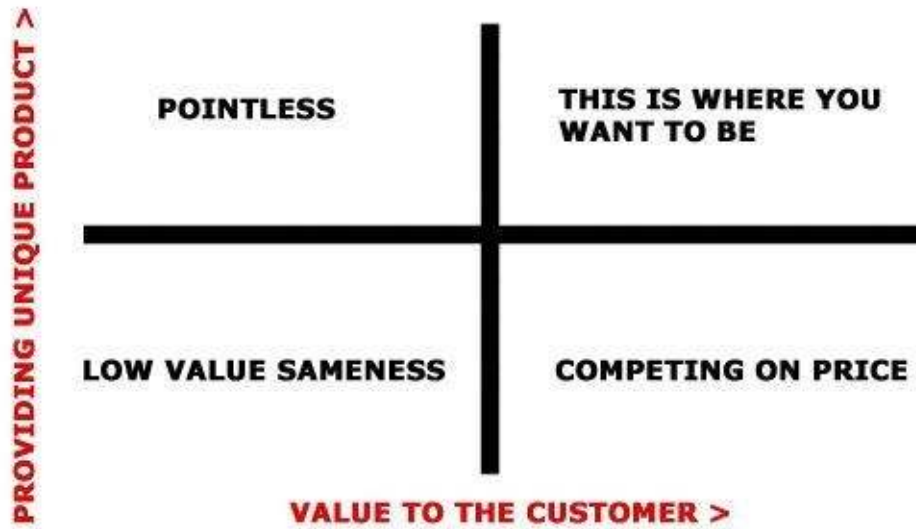 PROVIDING UNIQUE PRODUCT >
POINTLESS
THIS IS WHERE YOU
WANT TO BE
LOW VALUE SAMENESS
COMPETING ON PRICE
VALUE TO THE CUSTOMER >